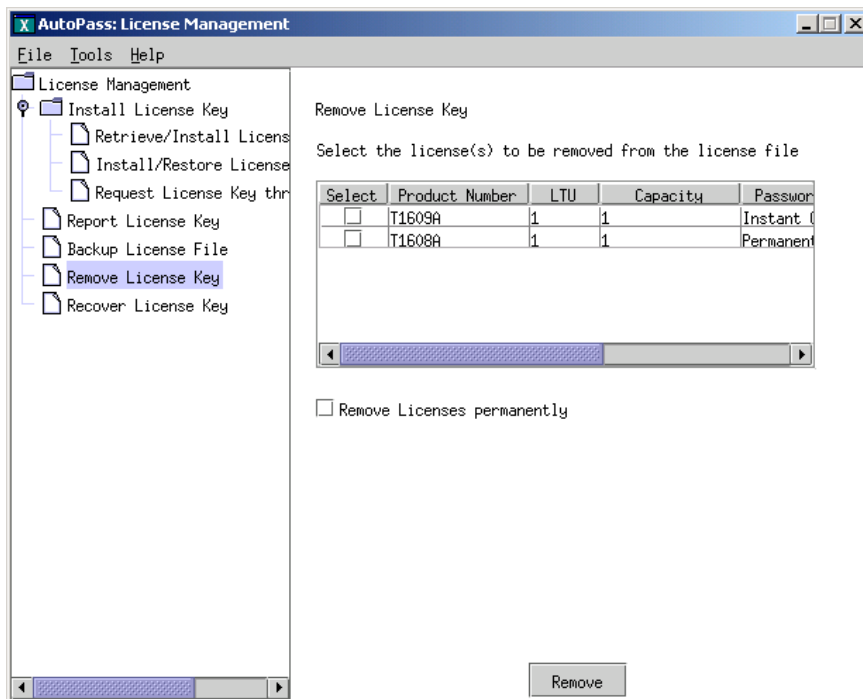 AutoPass: License Management
File Tools Help
License Management
Install License Key
Retrieve/Install Licens
Install/Restore License
Request License Key thr
Report License Key
Backup License File
Remove License Key
Recover License Key
Remove License Key
Select the license(s) to be removed from the license file
Select Product Number LTU Capacity Passwor
T1609A 1 1 Instant
T1608A 1 1 Permanent
Remove Licenses permanently
Remove